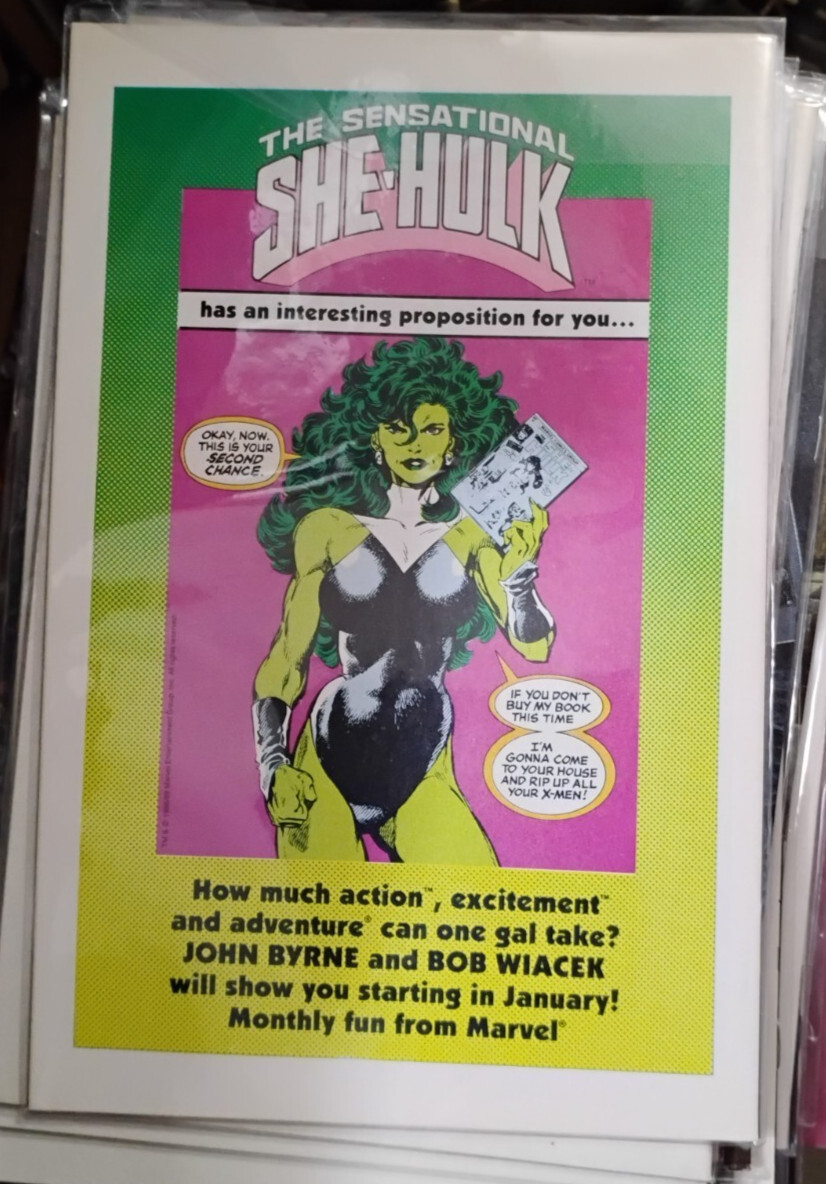 THE SENSATIONAL
SHE-HULK
TM
has an interesting proposition for you...
OKAY, NOW.
THIS IS YOUR
SECOND
CHANCE.
IF YOU DON'T
BUY MY BOOK
THIS TIME
I'M
GONNA COME
TO YOUR HOUSE
AND RIP UP ALL
YOUR X-MEN!
How much action™, excitement™
and adventure® can one gal take?
JOHN BYRNE and BOB WIACEK
will show you starting in January!
Monthly fun from Marvel®